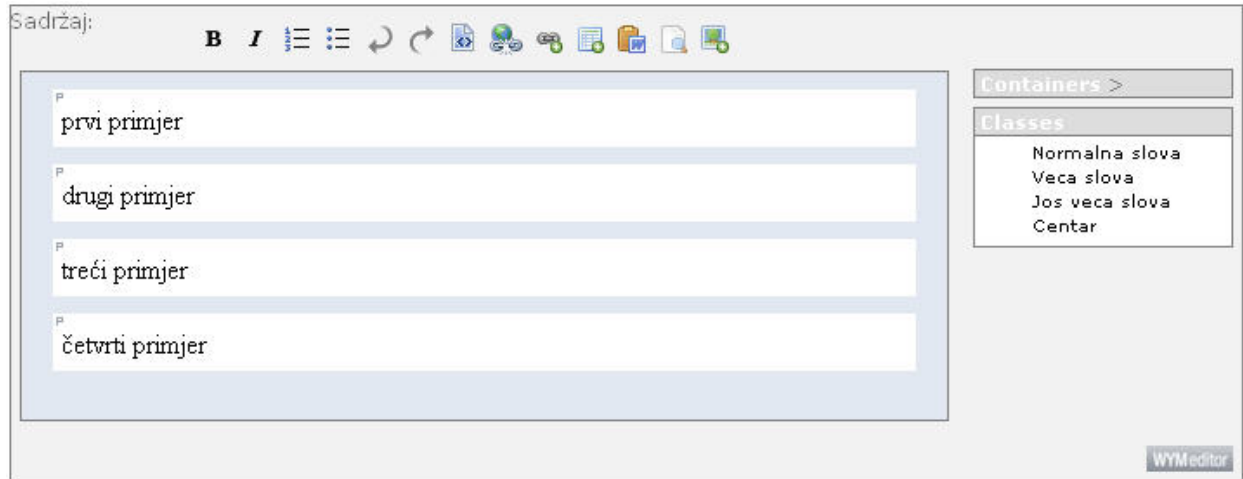 Sadržaj:
B I
P
prvi primjer
P
drugi primjer
P
treći primjer
P
četvrti primjer
Containers >
Classes
Normalna slova
Veca slova
Jos veca slova
Centar
WYMeditor